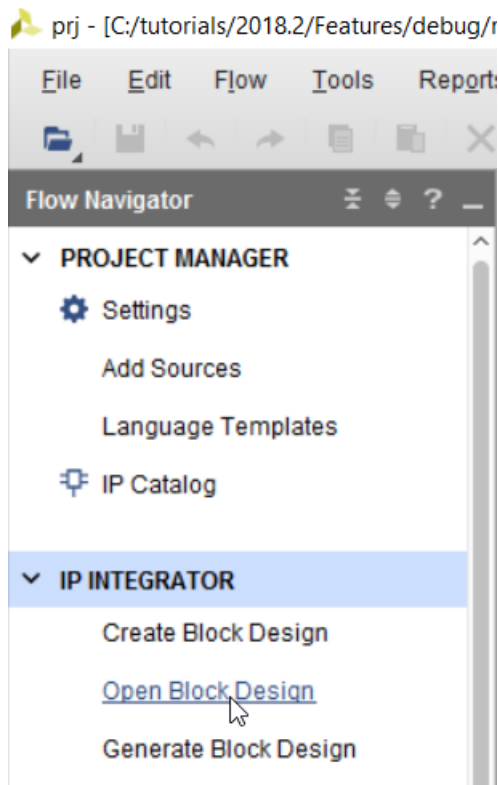 prj - [C:/tutorials/2018.2/Features/debug/
File Edit Flow Tools Reports
Flow Navigator ?
PROJECT MANAGER
Settings
Add Sources
Language Templates
IP Catalog
IP INTEGRATOR
Create Block Design
Open Block Design
Generate Block Design